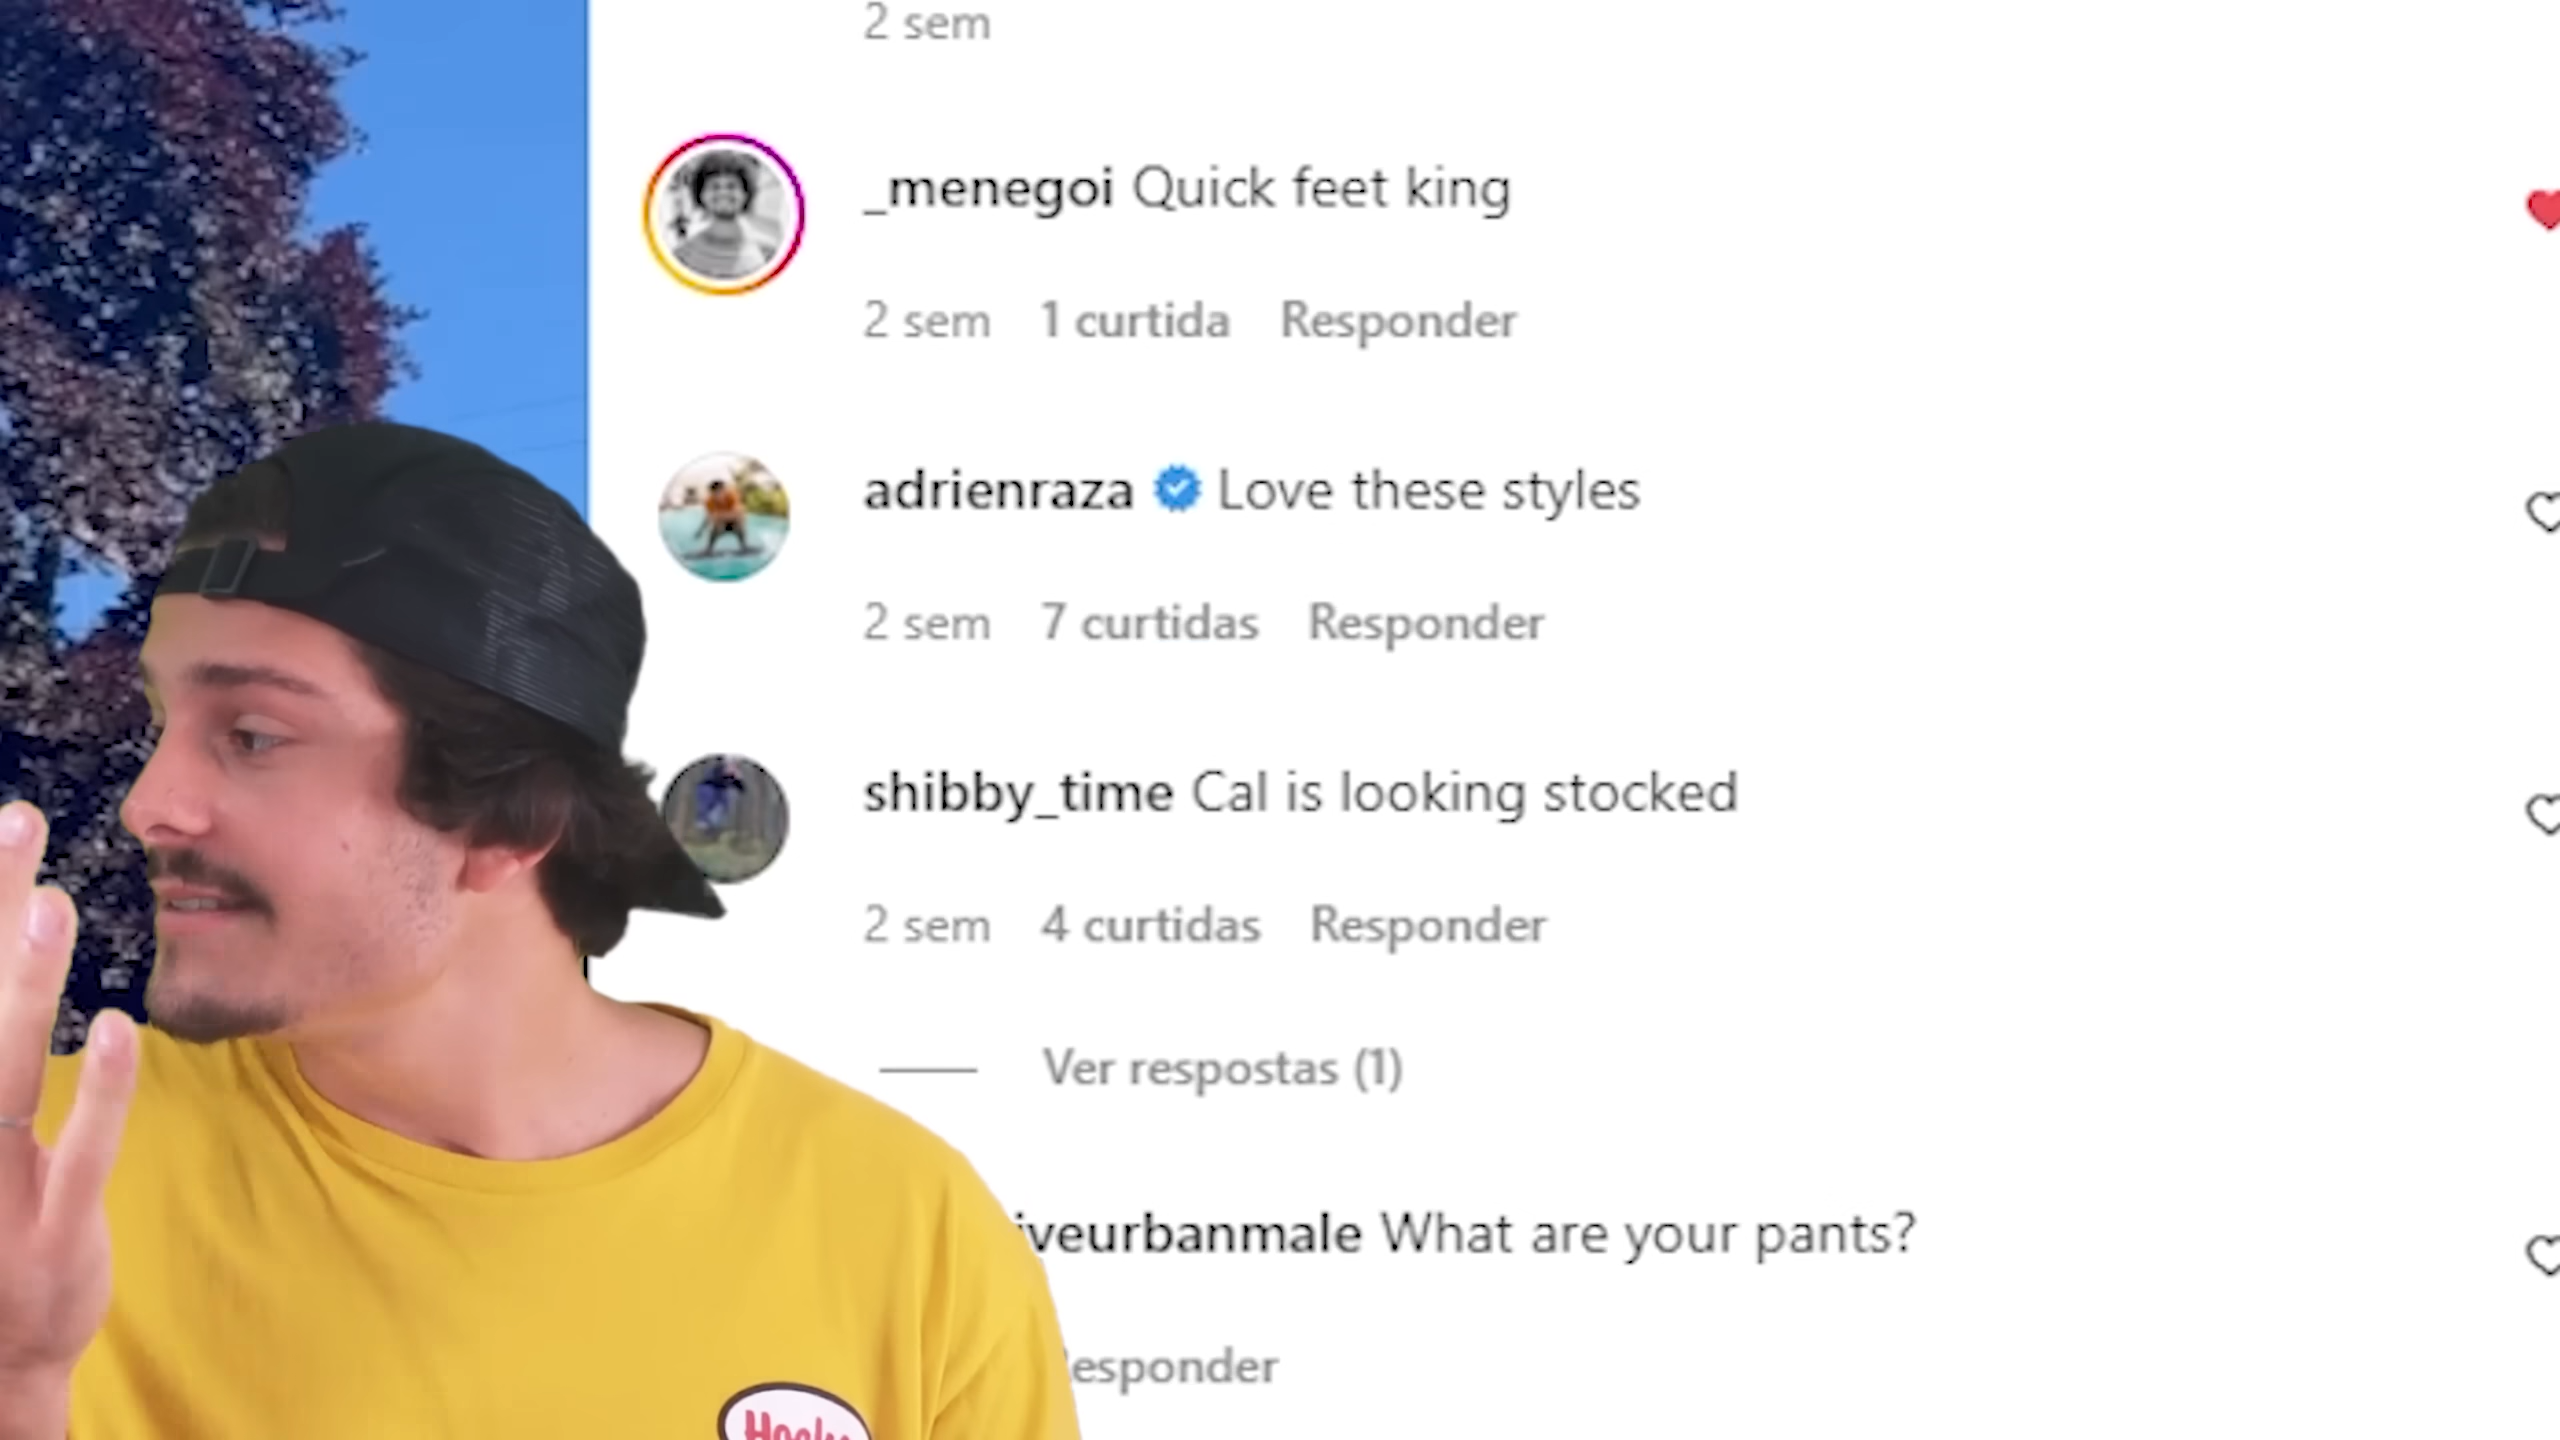 2 sem
_menegoi Quick feet king
2 sem 1 curtida Responder
adrienraza Love these styles
2 sem 7 curtidas Responder
shibby_time Cal is looking stocked
2 sem 4 curtidas Responder
Ver respostas (1)
iveurbanmale What are your pants?
esponder